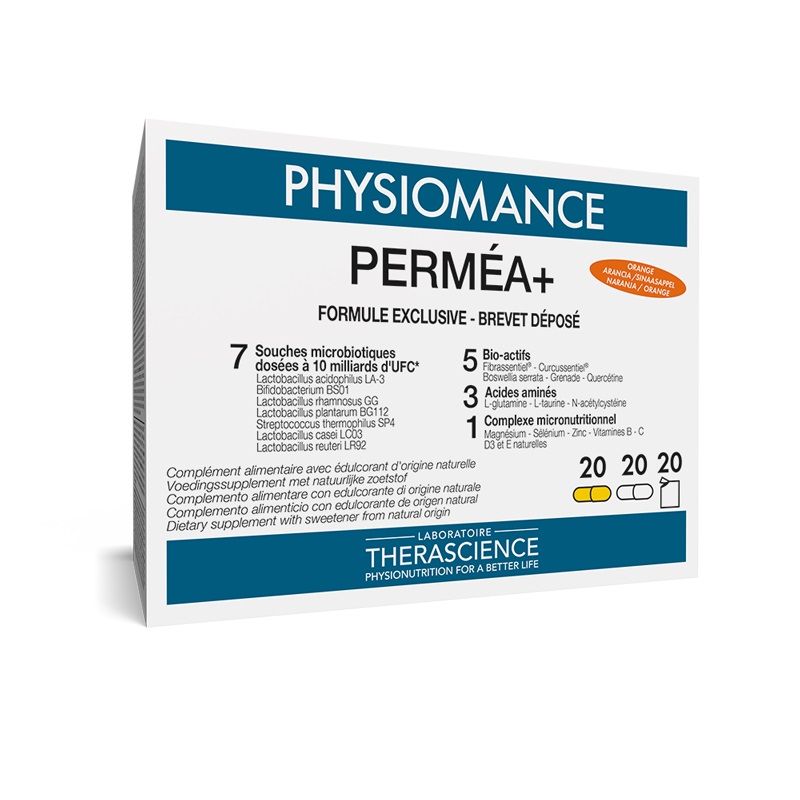 PHYSIOMANCE
PERMÉA+
ORANGE
ARANCIA / SINAASAPPEL
NARANJA / ORANGE
FORMULE EXCLUSIVE - BREVET DÉPOSÉ
7 Souches microbiotiques
dosées à 10 milliards d'UFC*
Lactobacillus acidophilus LA-3
Bifidobacterium BS01
Lactobacillus rhamnosus GG
Lactobacillus plantarum BG112
Streptococcus thermophilus SP4
Lactobacillus casei LC03
Lactobacillus reuteri LR92
5 Bio-actifs
Fibrassentiel® - Curcussentiel®
Boswellia serrata - Grenade - Quercétine
3 Acides aminés
L-glutamine - L-taurine - N-acétylcystéine
1 Complexe micronutritionnel
Magnésium - Sélénium - Zinc - Vitamines B - C
D3 et E naturelles
Complément alimentaire avec édulcorant d'origine naturelle
Voedingssupplement met natuurlijke zoetstof
Complemento alimentare con edulcorante di origine naturale
Complemento alimenticio con edulcorante de origen natural
Dietary supplement with sweetener from natural origin
20 20 20
LABORATOIRE
THERASCIENCE
PHYSIONUTRITION FOR A BETTER LIFE